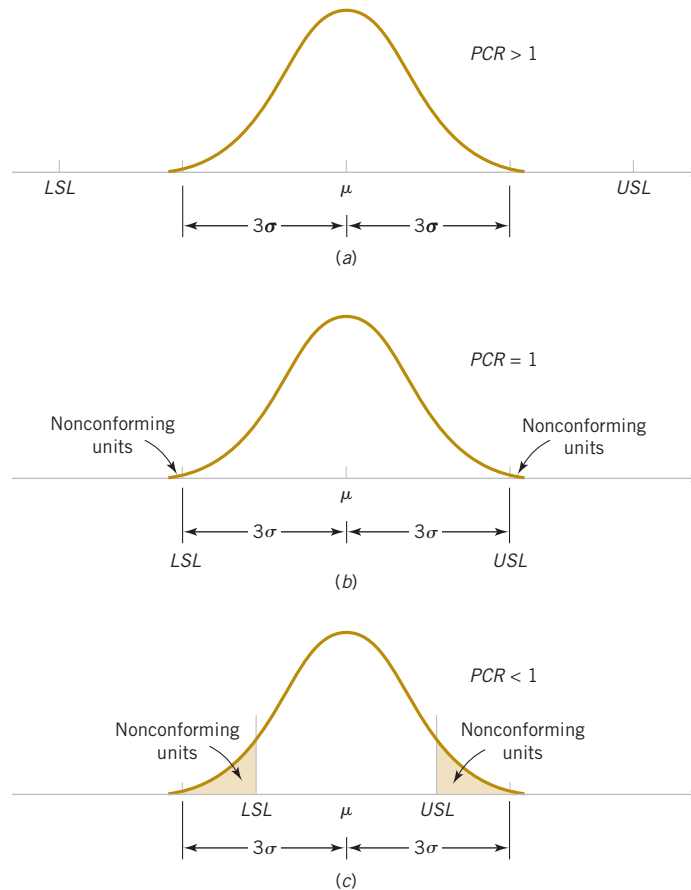 PCR > 1
LSL
μ
USL
3σ
3σ
(a)
PCR = 1
Nonconforming
units
Nonconforming
units
μ
3σ
3σ
LSL
USL
(b)
PCR < 1
Nonconforming
units
Nonconforming
units
LSL
μ
USL
3σ
3σ
(c)